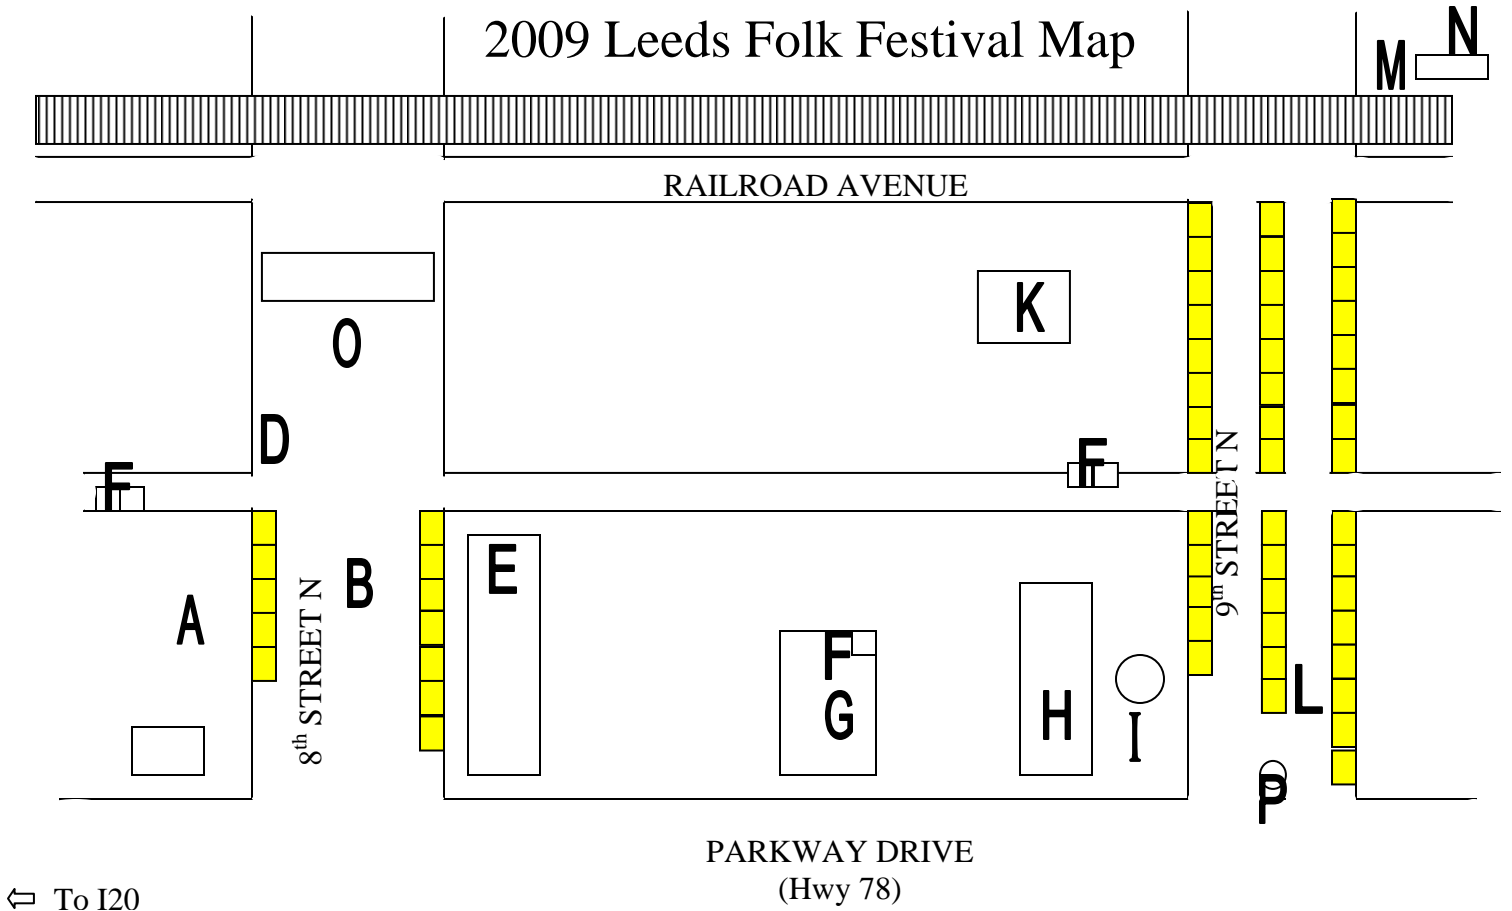 2009 Leeds Folk Festival Map
N
M
RAILROAD AVENUE
K
O
D
F
F
9th STREET N
B
E
A
8th STREET N
F
L
G
H
I
P
PARKWAY DRIVE
(Hwy 78)
⇦ To I20